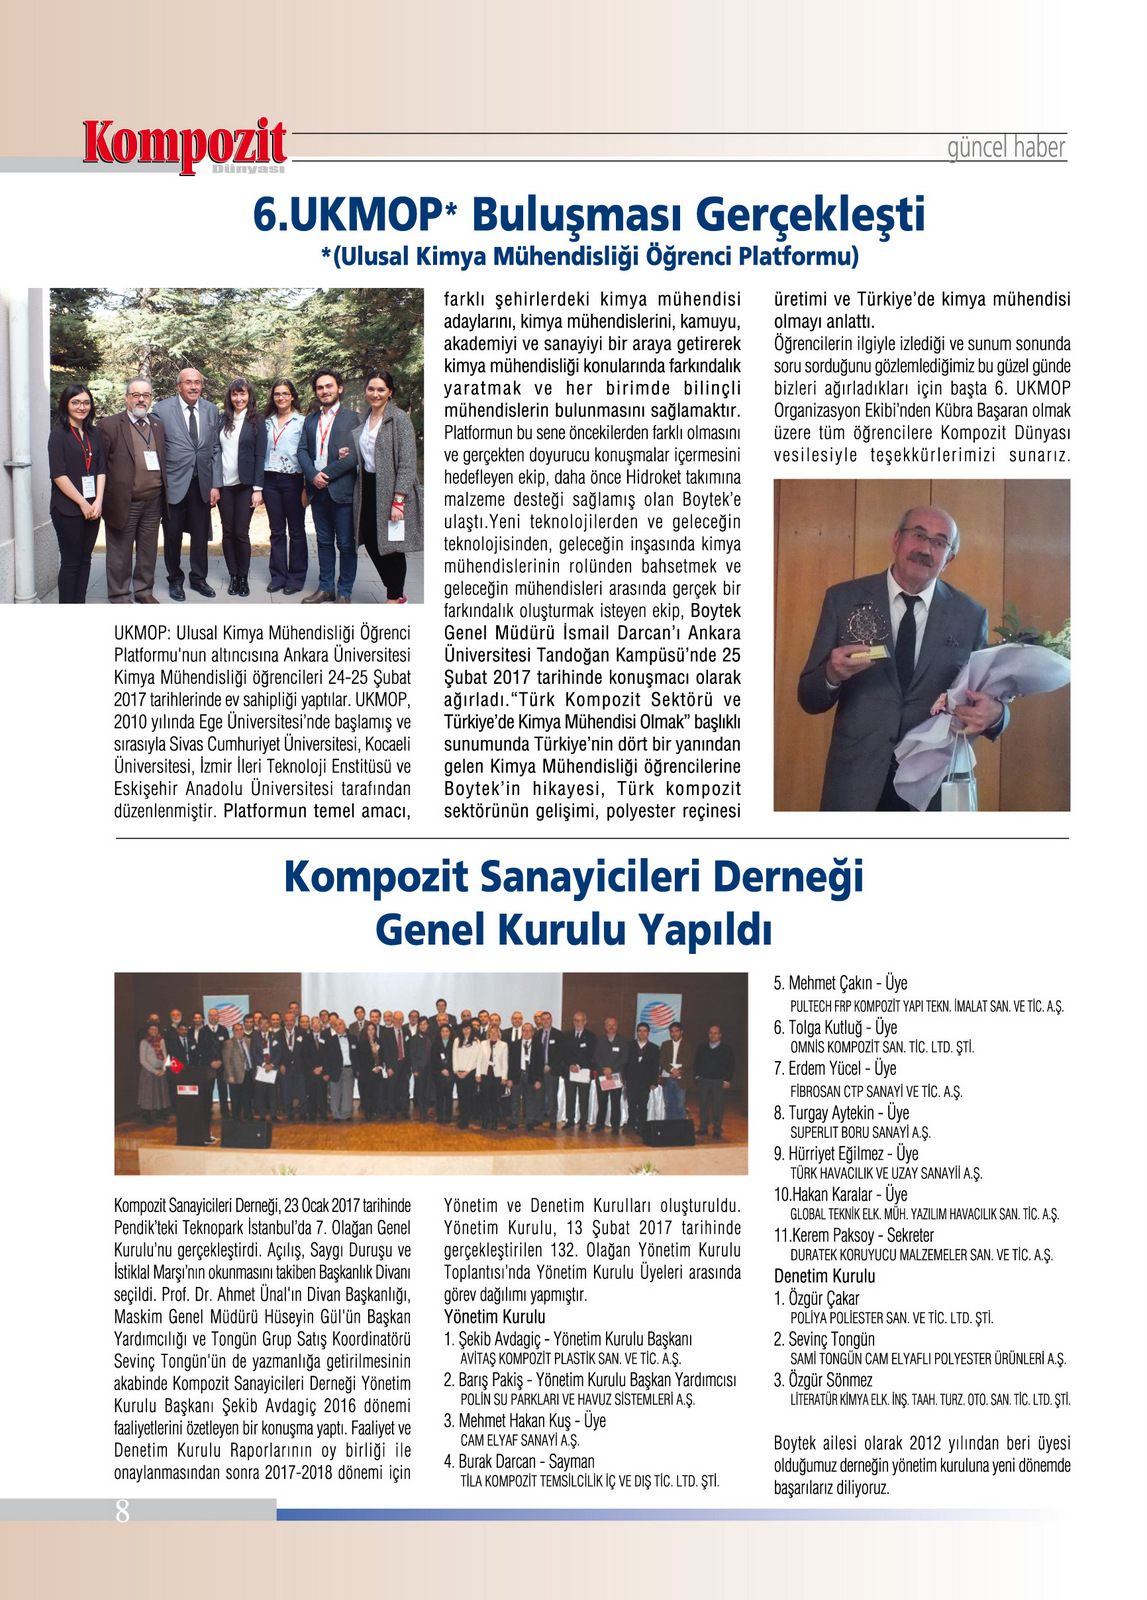 Kompozit
Dünyası
güncel haber
6.UKMOP* Buluşması Gerçekleşti
*(Ulusal Kimya Mühendisliği Öğrenci Platformu)
UKMOP: Ulusal Kimya Mühendisliği Öğrenci
Platformu'nun altıncısına Ankara Üniversitesi
Kimya Mühendisliği öğrencileri 24-25 Şubat
2017 tarihlerinde ev sahipliği yaptılar. UKMOP,
2010 yılında Ege Üniversitesi’nde başlamış ve
sırasıyla Sivas Cumhuriyet Üniversitesi, Kocaeli
Üniversitesi, İzmir İleri Teknoloji Enstitüsü ve
Eskişehir Anadolu Üniversitesi tarafından
düzenlenmiştir. Platformun temel amacı,
farklı şehirlerdeki kimya mühendisi
adaylarını, kimya mühendislerini, kamuyu,
akademiyi ve sanayiyi bir araya getirerek
kimya mühendisliği konularında farkındalık
yaratmak ve her birimde bilinçli
mühendislerin bulunmasını sağlamaktır.
Platformun bu sene öncekilerden farklı olmasını
ve gerçekten doyurucu konuşmalar içermesini
hedefleyen ekip, daha önce Hidroket takımına
malzeme desteği sağlamış olan Boytek’e
ulaştı.Yeni teknolojilerden ve geleceğin
teknolojisinden, geleceğin inşasında kimya
mühendislerinin rolünden bahsetmek ve
geleceğin mühendisleri arasında gerçek bir
farkındalık oluşturmak isteyen ekip, Boytek
Genel Müdürü İsmail Darcan’ı Ankara
Üniversitesi Tandoğan Kampüsü’nde 25
Şubat 2017 tarihinde konuşmacı olarak
ağırladı.“Türk Kompozit Sektörü ve
Türkiye’de Kimya Mühendisi Olmak” başlıklı
sunumunda Türkiye’nin dört bir yanından
gelen Kimya Mühendisliği öğrencilerine
Boytek’in hikayesi, Türk kompozit
sektörünün gelişimi, polyester reçinesi
üretimi ve Türkiye’de kimya mühendisi
olmayı anlattı.
Öğrencilerin ilgiyle izlediği ve sunum sonunda
soru sorduğunu gözlemlediğimiz bu güzel günde
bizleri ağırladıkları için başta 6. UKMOP
Organizasyon Ekibi’nden Kübra Başaran olmak
üzere tüm öğrencilere Kompozit Dünyası
vesilesiyle teşekkürlerimizi sunarız.
Kompozit Sanayicileri Derneği
Genel Kurulu Yapıldı
Kompozit Sanayicileri Derneği, 23 Ocak 2017 tarihinde
Pendik’teki Teknopark İstanbul’da 7. Olağan Genel
Kurulu’nu gerçekleştirdi. Açılış, Saygı Duruşu ve
İstiklal Marşı’nın okunmasını takiben Başkanlık Divanı
seçildi. Prof. Dr. Ahmet Ünal'ın Divan Başkanlığı,
Maskim Genel Müdürü Hüseyin Gül'ün Başkan
Yardımcılığı ve Tongün Grup Satış Koordinatörü
Sevinç Tongün'ün de yazmanlığa getirilmesinin
akabinde Kompozit Sanayicileri Derneği Yönetim
Kurulu Başkanı Şekib Avdagiç 2016 dönemi
faaliyetlerini özetleyen bir konuşma yaptı. Faaliyet ve
Denetim Kurulu Raporlarının oy birliği ile
onaylanmasından sonra 2017-2018 dönemi için
Yönetim ve Denetim Kurulları oluşturuldu.
Yönetim Kurulu, 13 Şubat 2017 tarihinde
gerçekleştirilen 132. Olağan Yönetim Kurulu
Toplantısı’nda Yönetim Kurulu Üyeleri arasında
görev dağılımı yapmıştır.
Yönetim Kurulu
1. Şekib Avdagiç - Yönetim Kurulu Başkanı
AVİTAŞ KOMPOZİT PLASTİK SAN. VE TİC. A.Ş.
2. Barış Pakiş - Yönetim Kurulu Başkan Yardımcısı
POLİN SU PARKLARI VE HAVUZ SİSTEMLERİ A.Ş.
3. Mehmet Hakan Kuş - Üye
CAM ELYAF SANAYİ A.Ş.
4. Burak Darcan - Sayman
TİLA KOMPOZİT TEMSİLCİLİK İÇ VE DIŞ TİC. LTD. ŞTİ.
5. Mehmet Çakın - Üye
PULTECH FRP KOMPOZİT YAPI TEKN. İMALAT SAN. VE TİC. A.Ş.
6. Tolga Kutluğ - Üye
OMNİS KOMPOZİT SAN. TİC. LTD. ŞTİ.
7. Erdem Yücel - Üye
FİBROSAN CTP SANAYİ VE TİC. A.Ş.
8. Turgay Aytekin - Üye
SUPERLIT BORU SANAYİ A.Ş.
9. Hürriyet Eğilmez - Üye
TÜRK HAVACILIK VE UZAY SANAYİİ A.Ş.
10.Hakan Karalar - Üye
GLOBAL TEKNİK ELK. MÜH. YAZILIM HAVACILIK SAN. TİC. A.Ş.
11.Kerem Paksoy - Sekreter
DURATEK KORUYUCU MALZEMELER SAN. VE TİC. A.Ş.
Denetim Kurulu
1. Özgür Çakar
POLİYA POLİESTER SAN. VE TİC. LTD. ŞTİ.
2. Sevinç Tongün
SAMİ TONGÜN CAM ELYAFLI POLYESTER ÜRÜNLERİ A.Ş.
3. Özgür Sönmez
LİTERATÜR KİMYA ELK. İNŞ. TAAH. TURZ. OTO. SAN. TİC. LTD. ŞTİ.
Boytek ailesi olarak 2012 yılından beri üyesi
olduğumuz derneğin yönetim kuruluna yeni dönemde
başarılarız diliyoruz.
8